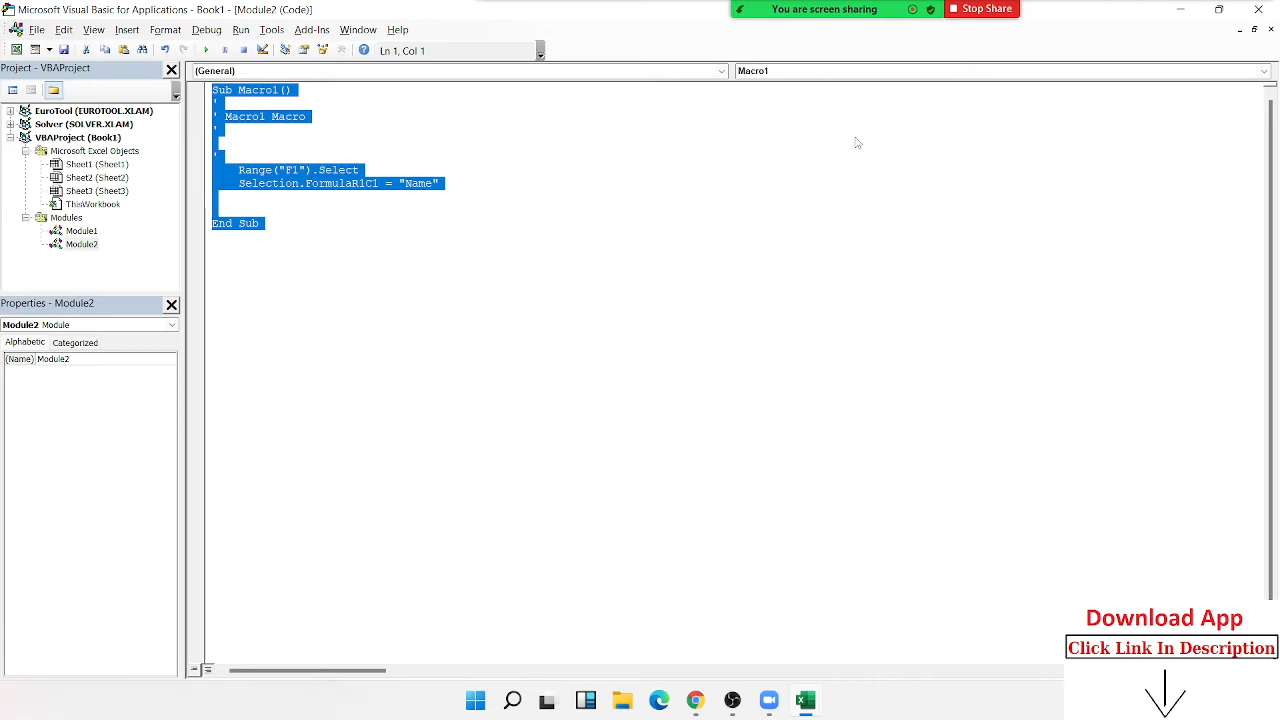 Microsoft Visual Basic for Applications - Book1 - [Module2 (Code)]
You are screen sharing
Stop Share
File Edit View Insert Format Debug Run Tools Add-Ins Window Help
Ln 1, Col 1
Project - VBAProject
(General)
Macro1
EuroTool (EUROTOOL.XLAM)
Solver (SOLVER.XLAM)
VBAProject (Book1)
Microsoft Excel Objects
Sheet1 (Sheet1)
Sheet2 (Sheet2)
Sheet3 (Sheet3)
ThisWorkbook
Modules
Module1
Module2
Sub Macro1()
'
' Macro1 Macro
'
'
Range("F1").Select
Selection.FormulaR1C1 = "Name"
End Sub
Properties - Module2
Module2 Module
Alphabetic Categorized
(Name) Module2
Download App
Click Link In Description